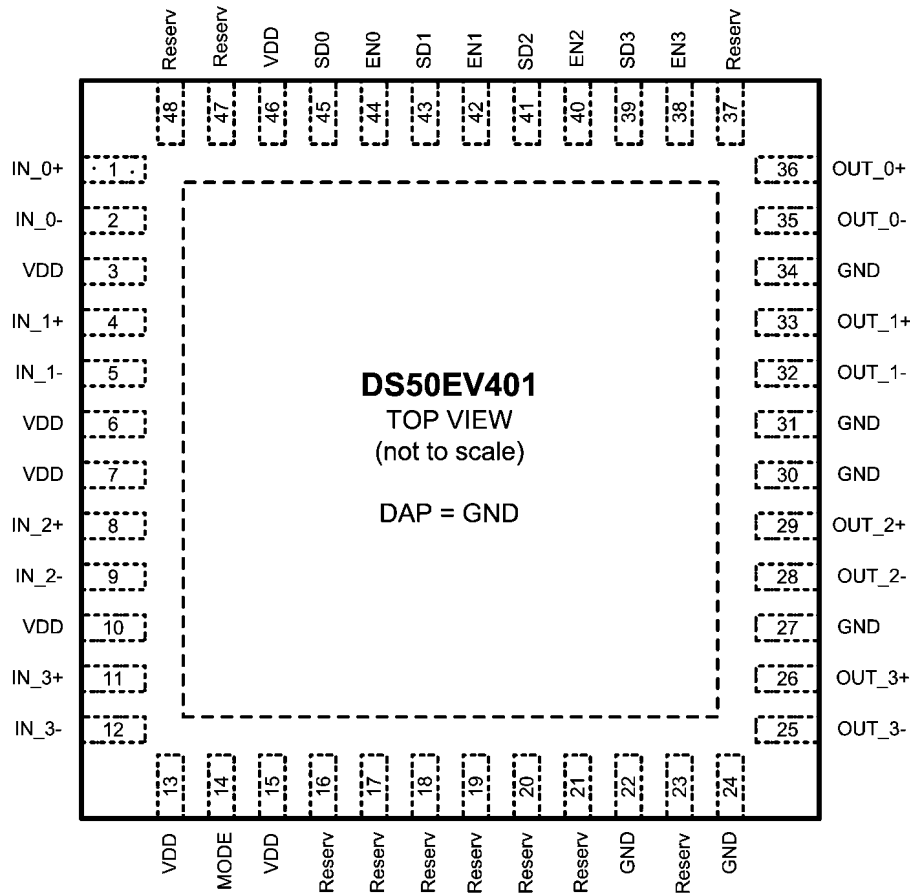 Reserv
Reserv
VDD
SD0
EN0
SD1
EN1
SD2
EN2
SD3
EN3
Reserv
48
47
46
45
44
43
42
41
40
39
38
37
IN_0+ 1 36 OUT_0+
IN_0- 2 35 OUT_0-
VDD 3 34 GND
IN_1+ 4 33 OUT_1+
IN_1- 5 32 OUT_1-
VDD 6 31 GND
VDD 7 30 GND
IN_2+ 8 29 OUT_2+
IN_2- 9 28 OUT_2-
VDD 10 27 GND
IN_3+ 11 26 OUT_3+
IN_3- 12 25 OUT_3-
DS50EV401
TOP VIEW
(not to scale)
DAP = GND
13
14
15
16
17
18
19
20
21
22
23
24
VDD
MODE
VDD
Reserv
Reserv
Reserv
Reserv
Reserv
Reserv
GND
Reserv
GND